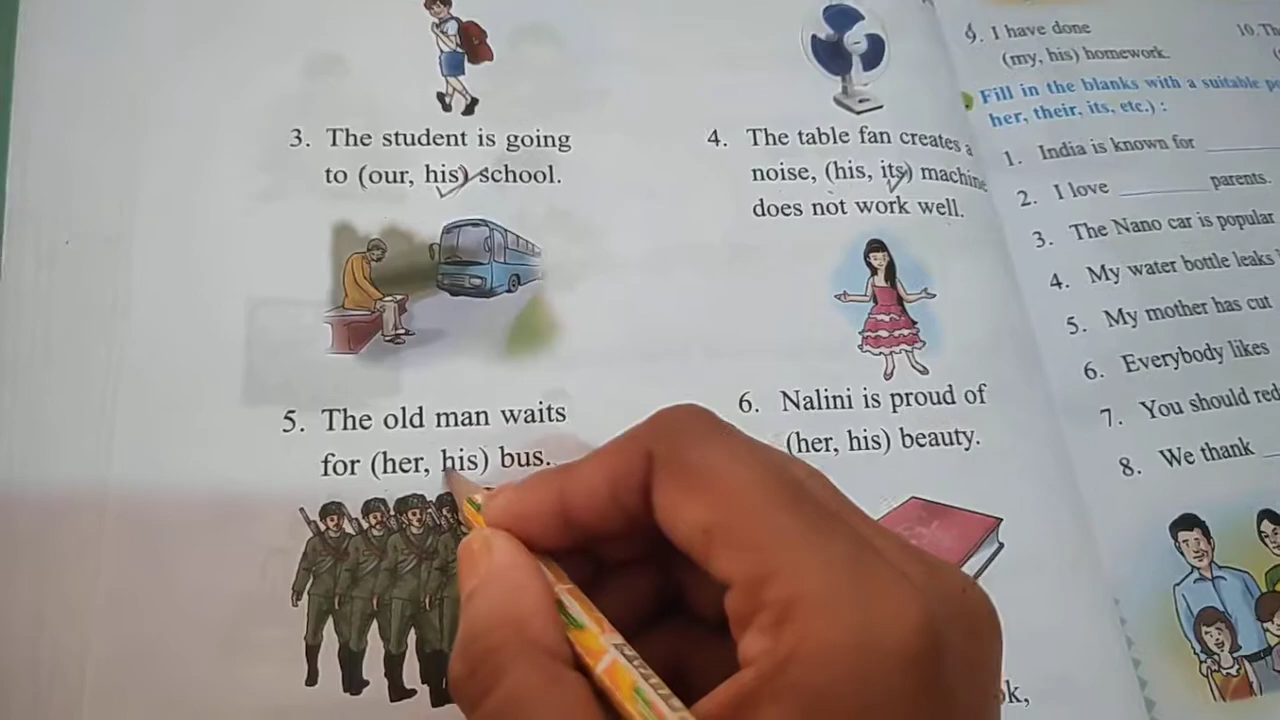 3. The student is going
to (our, his) school.
4. The table fan creates a
noise, (his, its) machine
does not work well.
5. The old man waits
for (her, his) bus.
6. Nalini is proud of
(her, his) beauty.
9. I have done
(my, his) homework.
10.
Fill in the blanks with a suitable
her, their, its, etc.) :
1. India is known for ______
2. I love ______ parents.
3. The Nano car is popular
4. My water bottle leaks
5. My mother has cut
6. Everybody likes
7. You should
8. We thank